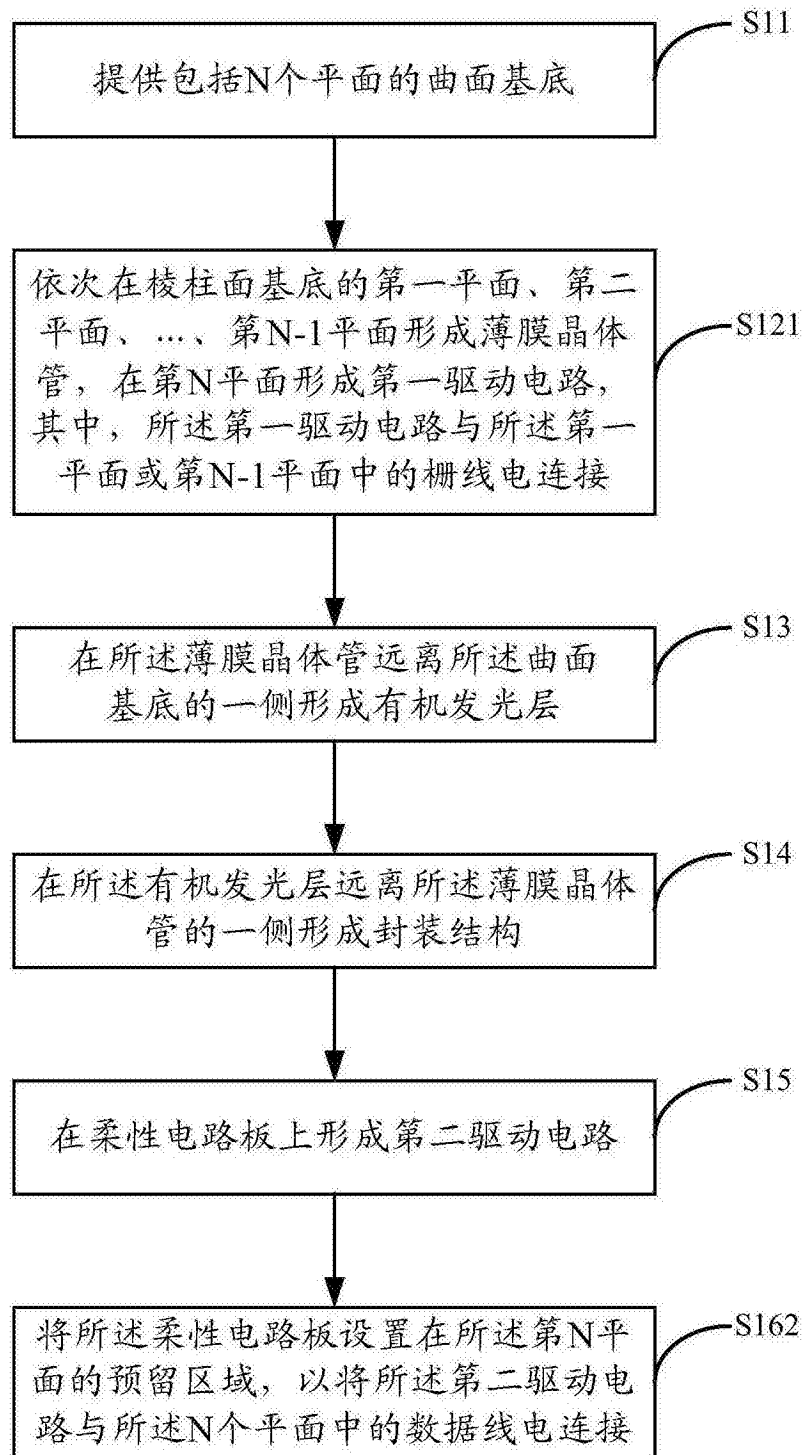 S11
提供包括N个平面的曲面基底
依次在棱柱面基底的第一平面、第二
平面、...、第N-1平面形成薄膜晶体
管，在第N平面形成第一驱动电路，
其中，所述第一驱动电路与所述第一
平面或第N-1平面中的栅线电连接
S121
在所述薄膜晶体管远离所述曲面
基底的一侧形成有机发光层
S13
在所述有机发光层远离所述薄膜晶体
管的一侧形成封装结构
S14
在柔性电路板上形成第二驱动电路
S15
将所述柔性电路板设置在所述第N平
面的预留区域，以将所述第二驱动电
路与所述N个平面中的数据线电连接
S162